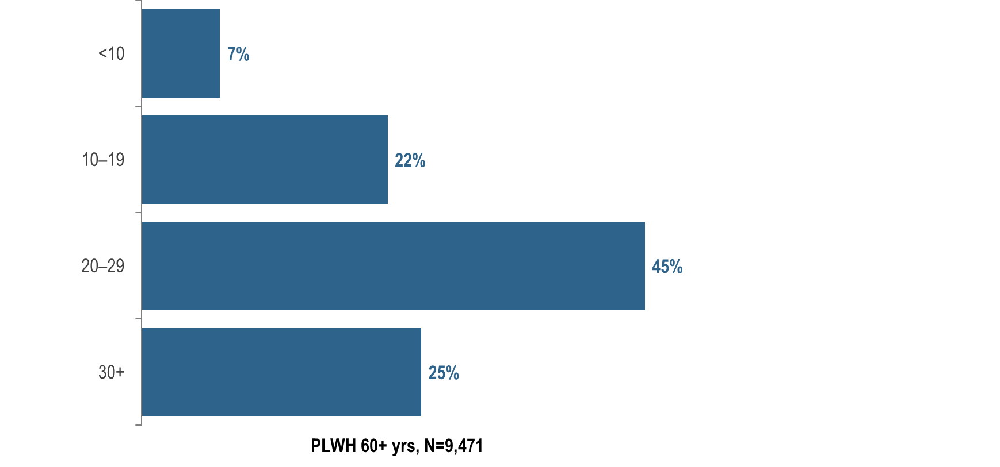 <10 7%
10–19 22%
20–29 45%
30+ 25%
PLWH 60+ yrs, N=9,471